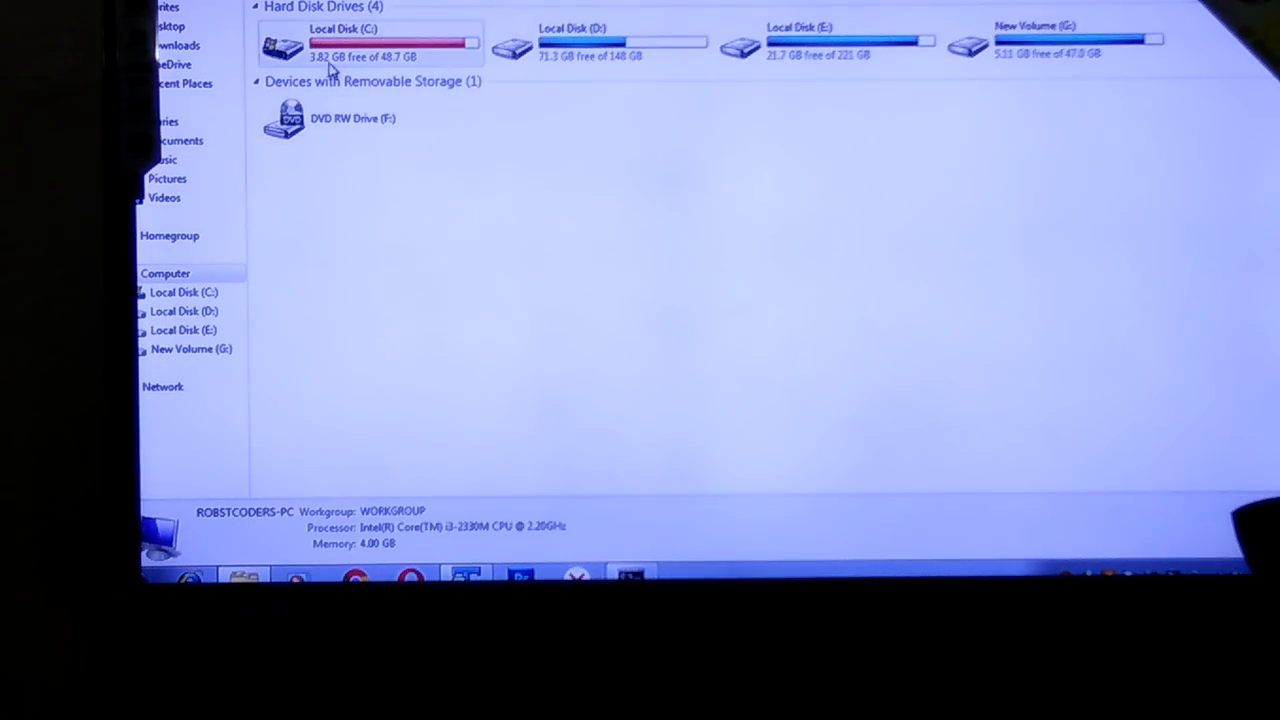 Hard Disk Drives (4)
Local Disk (C:)
3.82 GB free of 48.7 GB
Local Disk (D:)
71.3 GB free of 148 GB
Local Disk (E:)
21.7 GB free of 221 GB
New Volume (G:)
5.11 GB free of 47.8 GB
Devices with Removable Storage (1)
DVD RW Drive (F:)
rites
sktop
wnloads
eDrive
cent Places
ries
cuments
usic
Pictures
Videos
Homegroup
Computer
Local Disk (C:)
Local Disk (D:)
Local Disk (E:)
New Volume (G:)
Network
ROBSTCODERS-PC Workgroup: WORKGROUP
Processor: Intel(R) Core(TM) i3-2330M CPU @ 2.20GHz
Memory: 4.00 GB